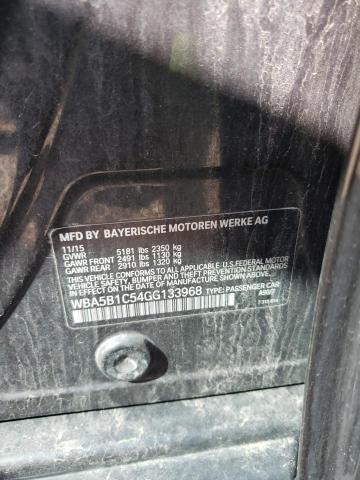 MFD BY BAYERISCHE MOTOREN WERKE AG
11/15
GVWR 5181 lbs 2350 kg
GAWR FRONT 2491 lbs 1130 kg
GAWR REAR 2910 lbs 1320 kg
THIS VEHICLE CONFORMS TO ALL APPLICABLE U.S. FEDERAL MOTOR
VEHICLE SAFETY, BUMPER, AND THEFT PREVENTION STANDARDS IN
EFFECT ON THE DATE OF MANUFACTURE SHOWN ABOVE.
WBA5B1C54GG133968 TYPE: PASSENGER CAR